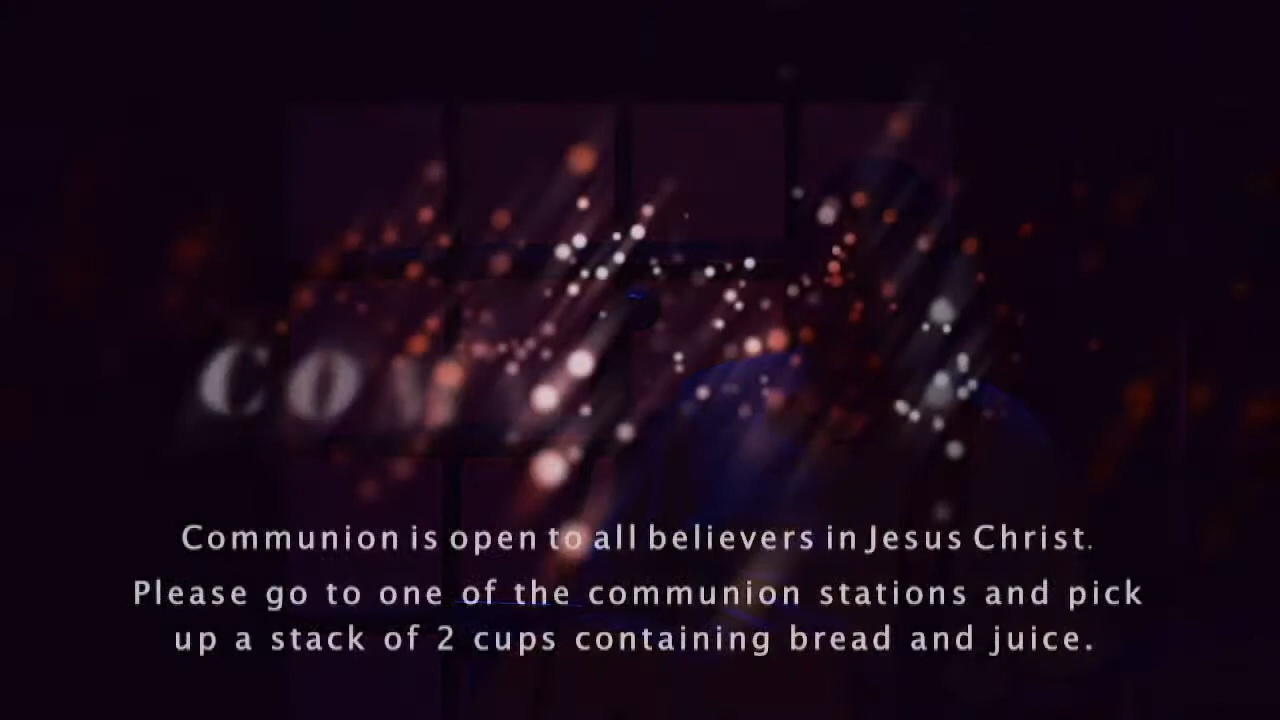 Communion is open to all believers in Jesus Christ.
Please go to one of the communion stations and pick
up a stack of 2 cups containing bread and juice.